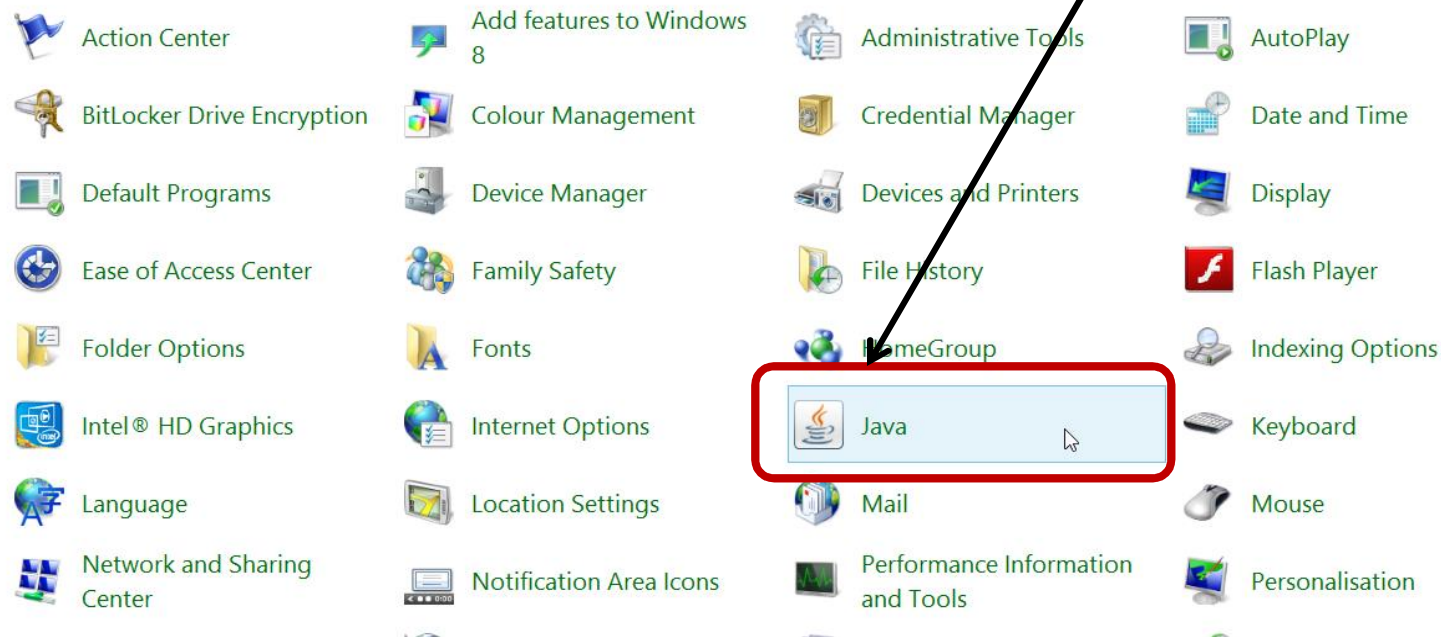 Action Center
Add features to Windows
8
Administrative Tools
AutoPlay
BitLocker Drive Encryption
Colour Management
Credential Manager
Date and Time
Default Programs
Device Manager
Devices and Printers
Display
Ease of Access Center
Family Safety
File History
Flash Player
Folder Options
Fonts
HomeGroup
Indexing Options
Intel® HD Graphics
Internet Options
Java
Keyboard
Language
Location Settings
Mail
Mouse
Network and Sharing
Center
Notification Area Icons
Performance Information
and Tools
Personalisation